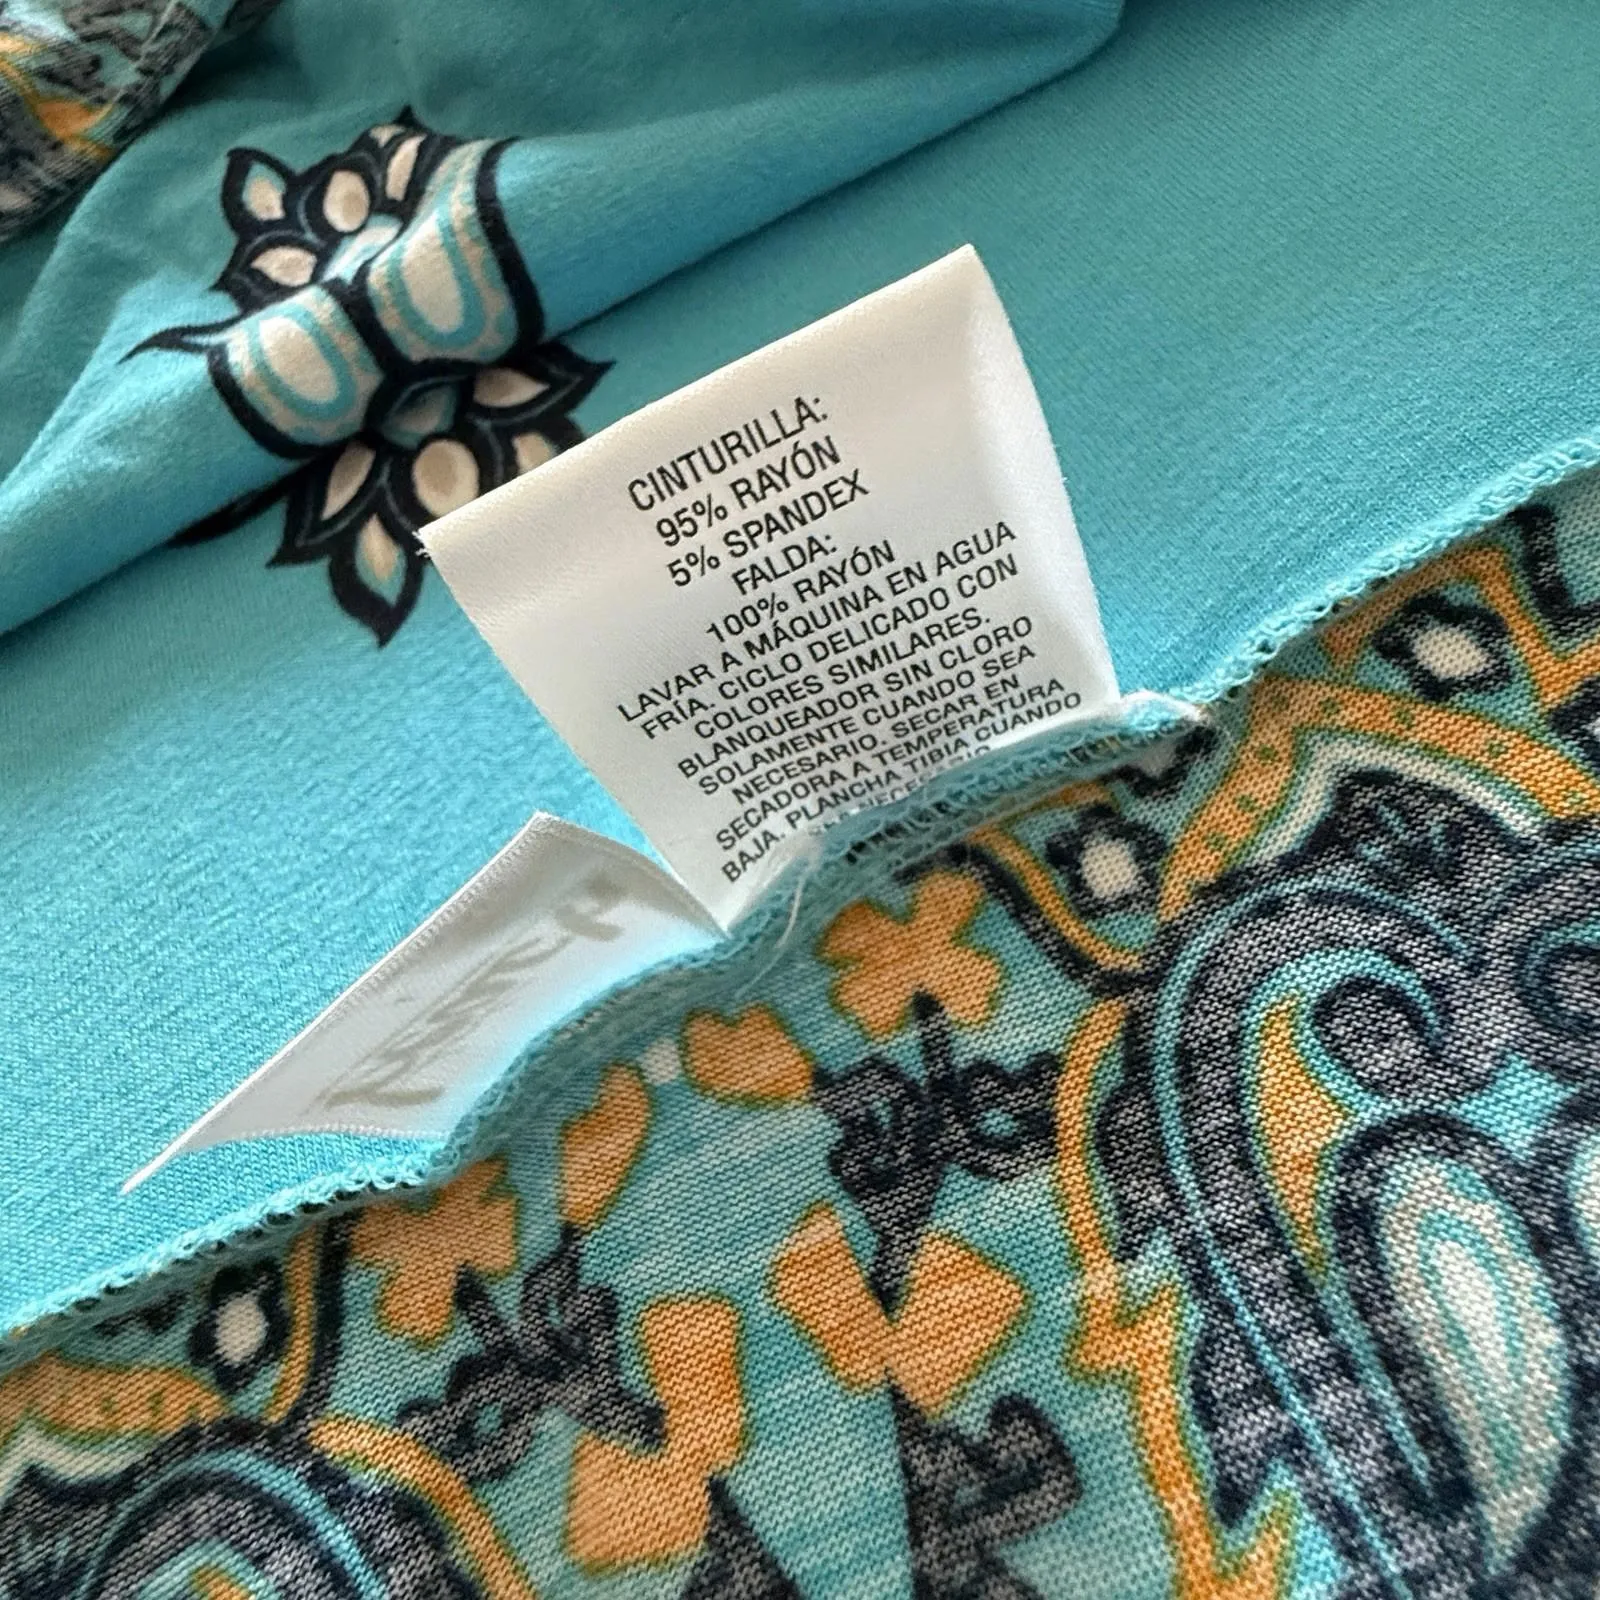 CINTURILLA:
95% RAYÓN
5% SPANDEX
FALDA:
100% RAYÓN
LAVAR A MÁQUINA EN AGUA
FRÍA. CICLO DELICADO CON
COLORES SIMILARES.
BLANQUEADOR SIN CLORO
SOLAMENTE CUANDO SEA
NECESARIO. SECAR EN
SECADORA A TEMPERATURA
BAJA. PLANCHA TIBIA CUANDO